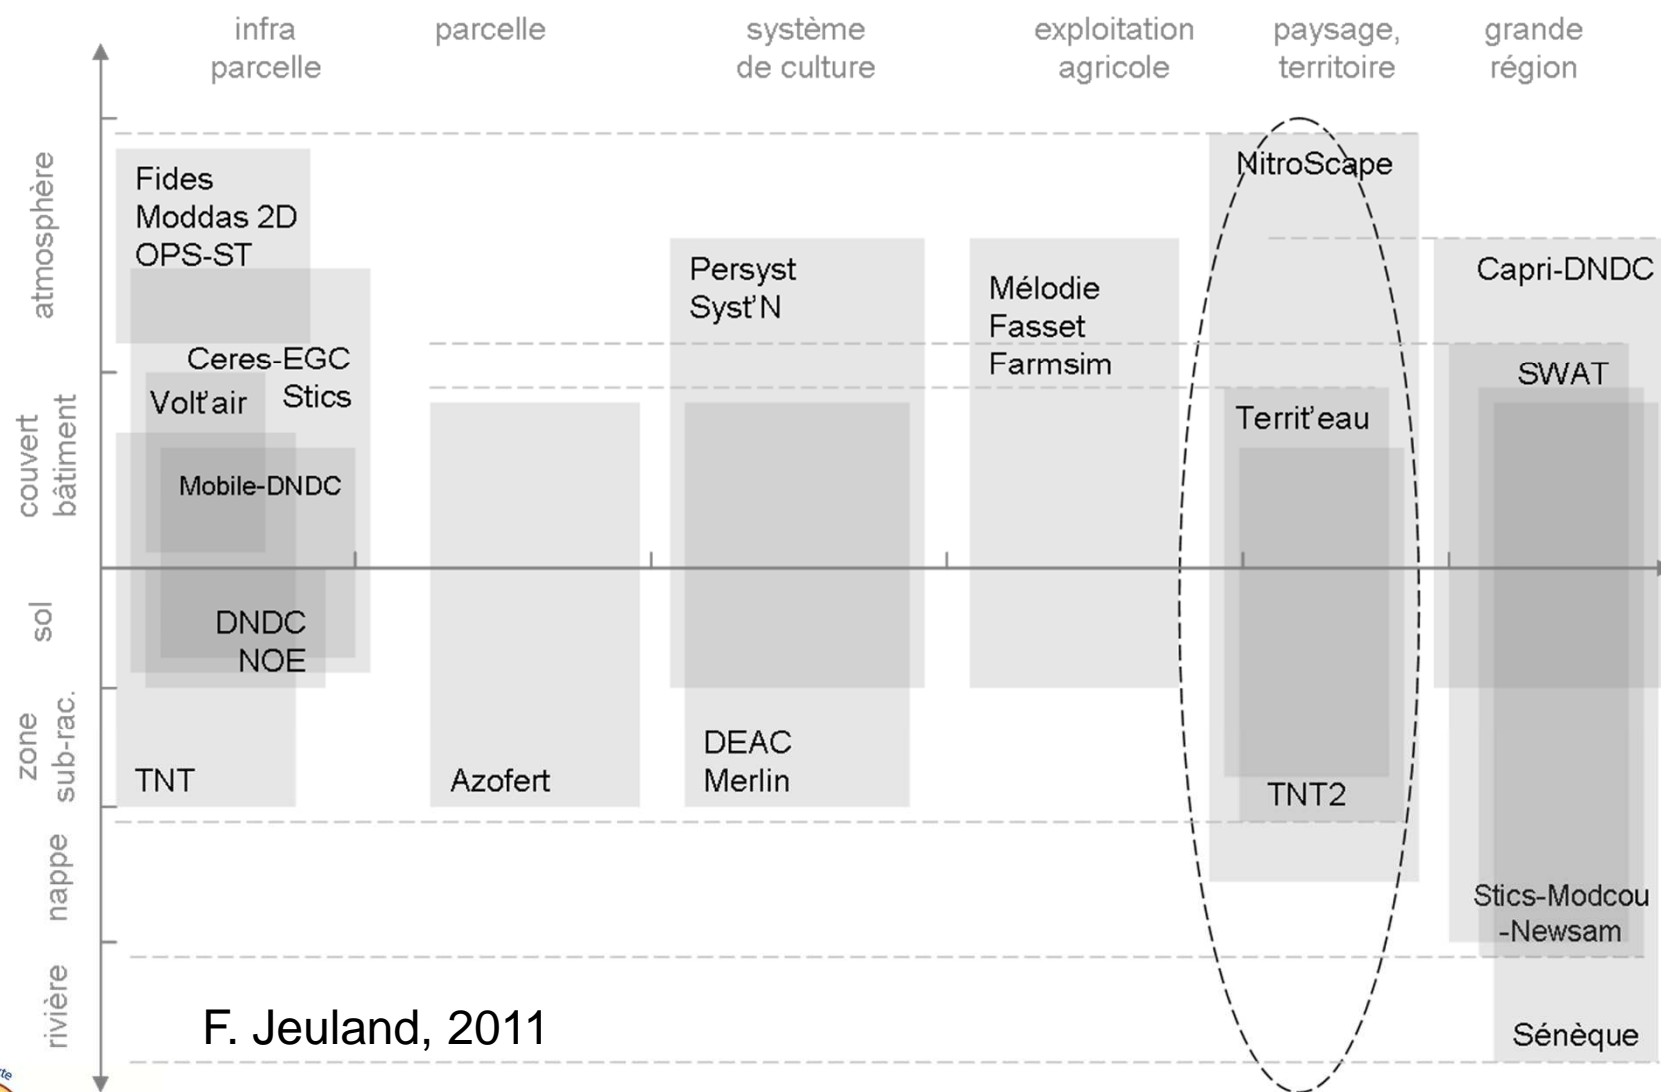 infra
parcelle
parcelle
système
de culture
exploitation
agricole
paysage,
territoire
grande
région
atmosphère
couvert
bâtiment
sol
zone
sub-rac.
nappe
rivière
Fides
Moddas 2D
OPS-ST
Ceres-EGC
Stics
Volt'air
Mobile-DNDC
DNDC
NOE
TNT
Azofert
Persyst
Syst'N
DEAC
Merlin
Mélodie
Fasset
Farmsim
NitroScape
Territ'eau
TNT2
Capri-DNDC
SWAT
Stics-Modcou
-Newsam
Sénèque
F. Jeuland, 2011